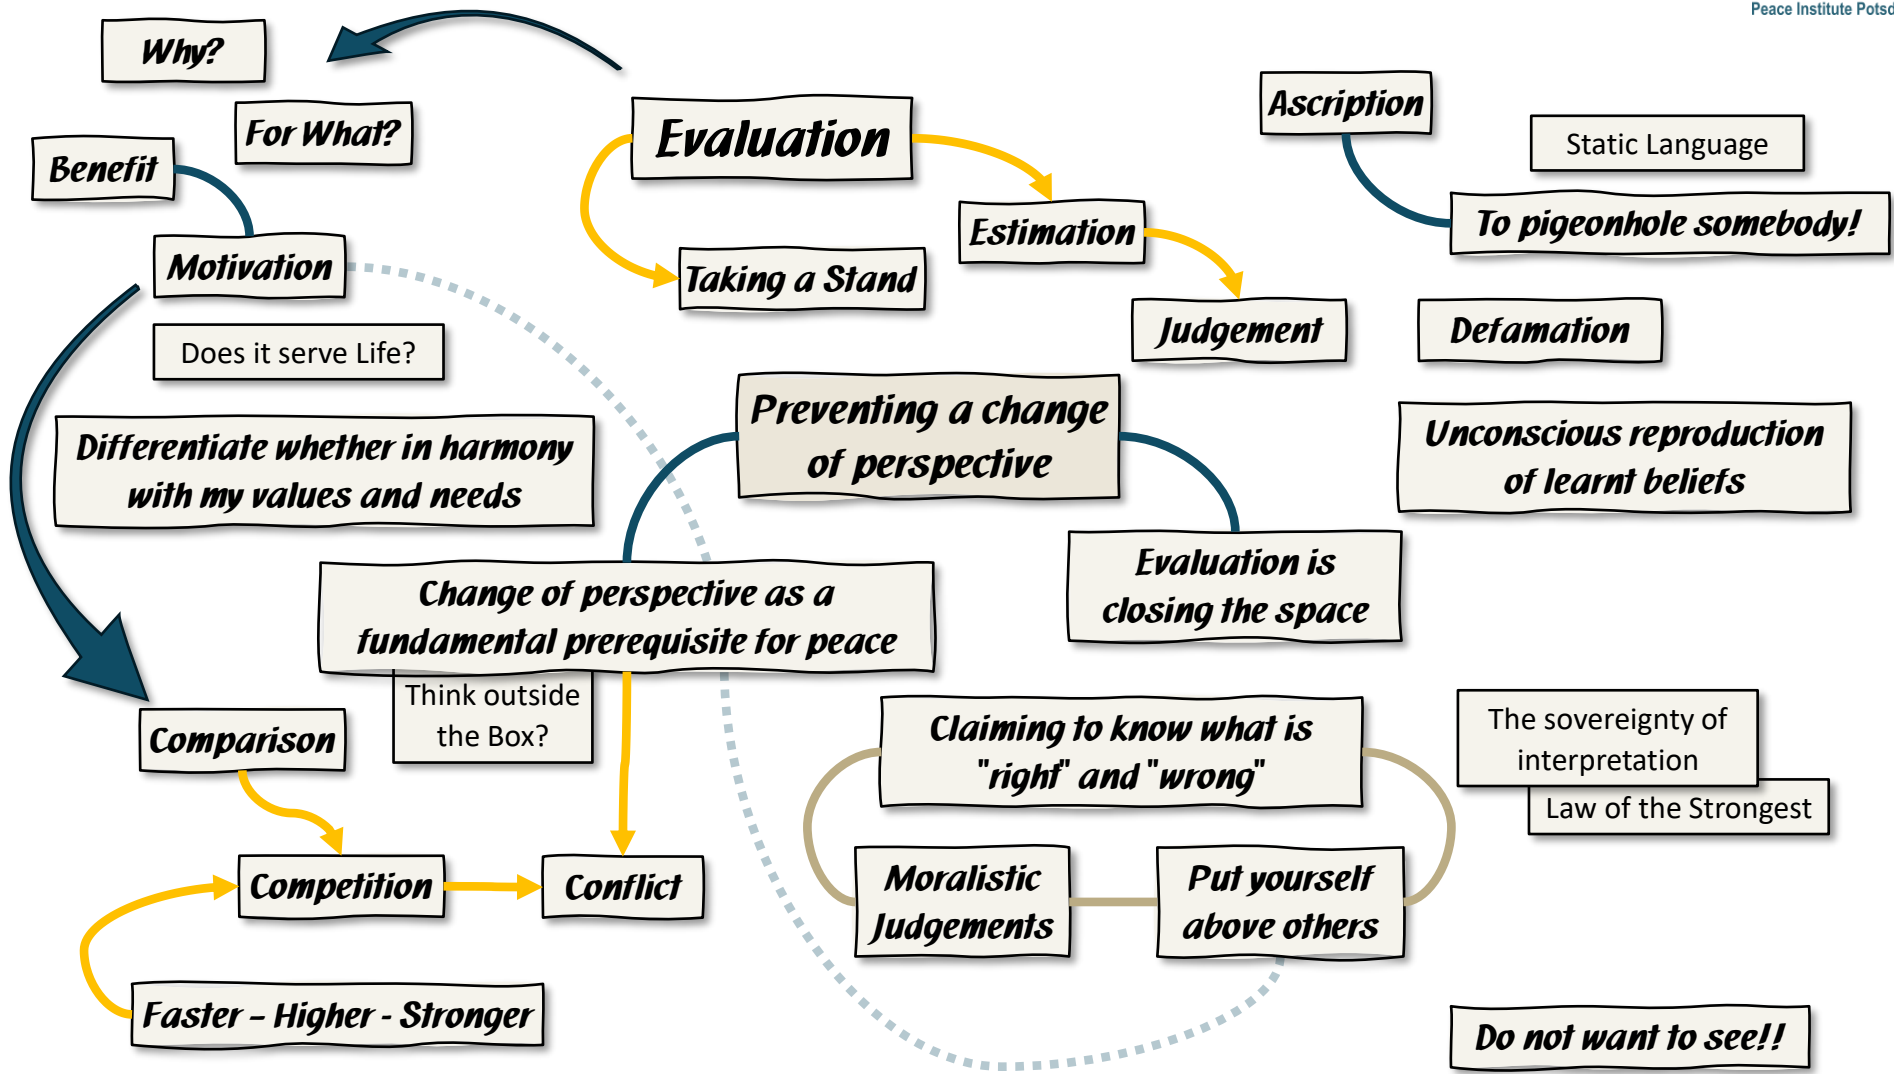 Peace Institute
Why?
For What?
Benefit
Motivation
Does it serve Life?
Differentiate whether in harmony
with my values and needs
Evaluation
Estimation
Taking a Stand
Judgement
Ascription
Static Language
To pigeonhole somebody!
Defamation
Preventing a change
of perspective
Unconscious reproduction
of learnt beliefs
Evaluation is
closing the space
Change of perspective as a
fundamental prerequisite for peace
Think outside
the Box?
Comparison
Competition
Conflict
Faster – Higher - Stronger
Claiming to know what is
"right" and "wrong"
Moralistic
Judgements
Put yourself
above others
The sovereignty of
interpretation
Law of the Strongest
Do not want to see!!